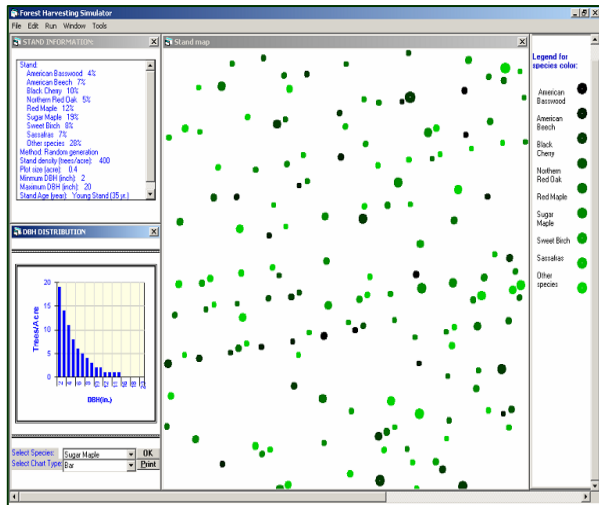 Forest Harvesting Simulator
File Edit Run Window Tools
STAND INFORMATION
Stand:
American Basswood 4%
American Beech 7%
Black Cherry 10%
Northern Red Oak 5%
Red Maple 12%
Sugar Maple 19%
Sweet Birch 8%
Sassafras 7%
Other species 28%
Method: Random generation
Stand density (trees/acre): 400
Plot size (acre) 0.4
Minimum DBH (inch) 2
Maximum DBH (inch): 20
Stand Age (year): Young Stand (35 yr.)
DBH DISTRIBUTION
20
15
10
5
0
Trees/Acre
DBH(in.)
Select Species:
Sugar Maple
OK
Select Chart Type:
Bar
Print
Stand map
Legend for
species color:
American
Basswood
American
Beech
Black
Cherry
Northern
Red Oak
Red Maple
Sugar
Maple
Sweet Birch
Sassafras
Other
species